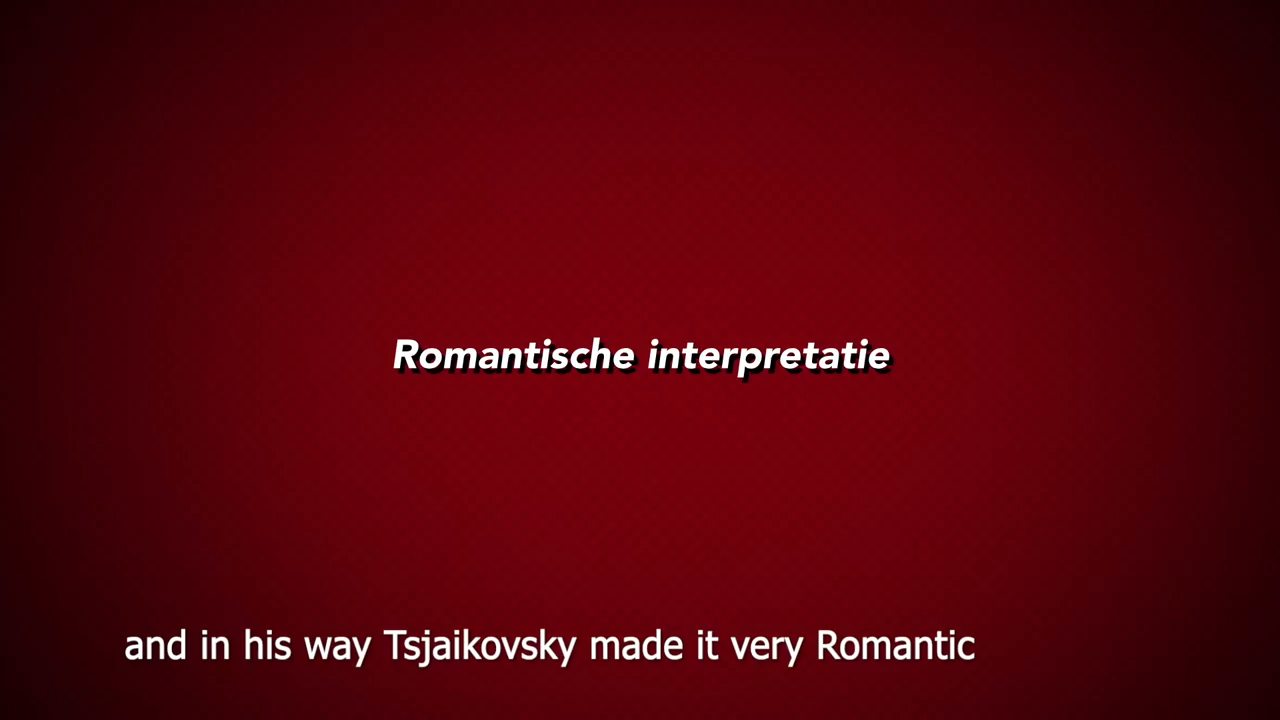 Romantische interpretatie
and in his way Tsjaikovsky made it very Romantic